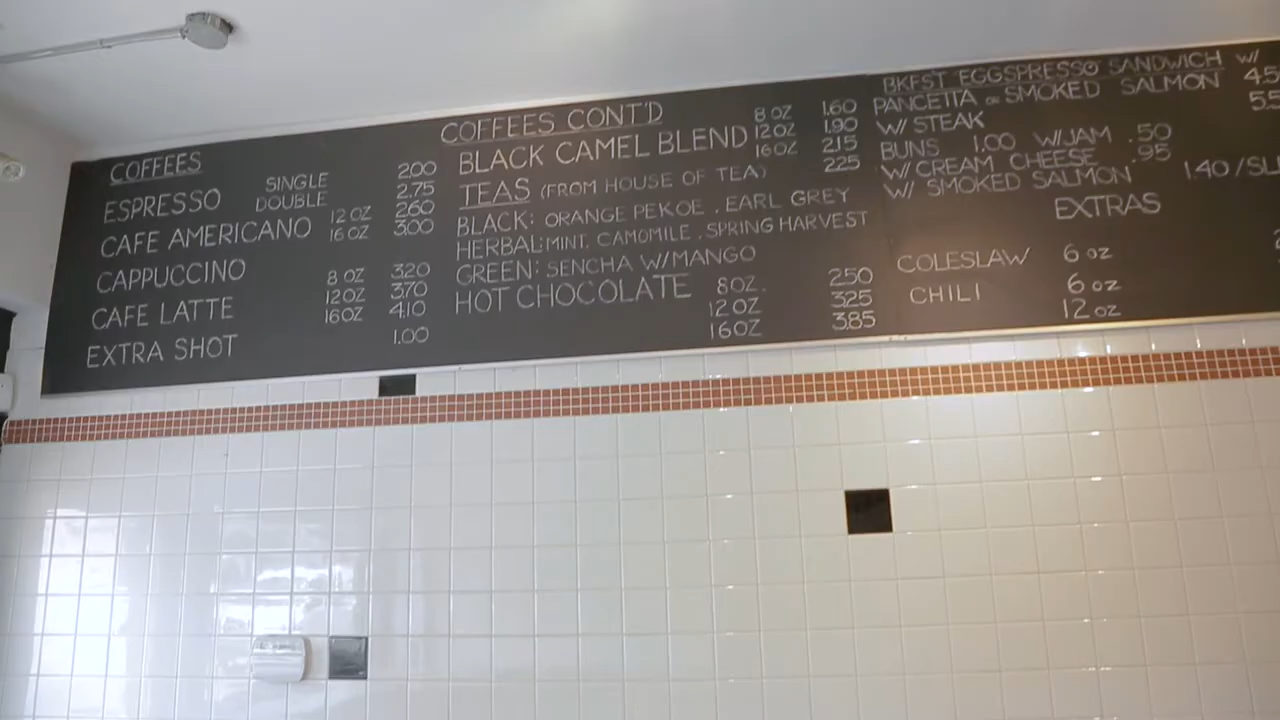 COFFEES
ESPRESSO SINGLE 2.00
DOUBLE 2.75
CAFE AMERICANO 12 OZ 2.60
16 OZ 3.00
CAPPUCCINO
8 OZ 3.20
CAFE LATTE 12 OZ 3.70
16 OZ 4.10
EXTRA SHOT 1.00
COFFEES CONT'D
BLACK CAMEL BLEND 8 OZ 1.60
12 OZ 1.90
16 OZ 2.15
TEAS (FROM HOUSE OF TEA) 2.25
BLACK: ORANGE PEKOE , EARL GREY
HERBAL: MINT, CAMOMILE , SPRING HARVEST
GREEN: SENCHA W/MANGO
HOT CHOCOLATE 8 OZ. 2.50
12 OZ 3.25
16 OZ 3.85
BKFST EGGSPRESSO SANDWICH W/
PANCETTA OR SMOKED SALMON
W/ STEAK
BUNS 1.00 W/JAM .50
W/ CREAM CHEESE .95
W/ SMOKED SALMON
EXTRAS
COLESLAW 6 OZ
CHILI 6 OZ
12 OZ